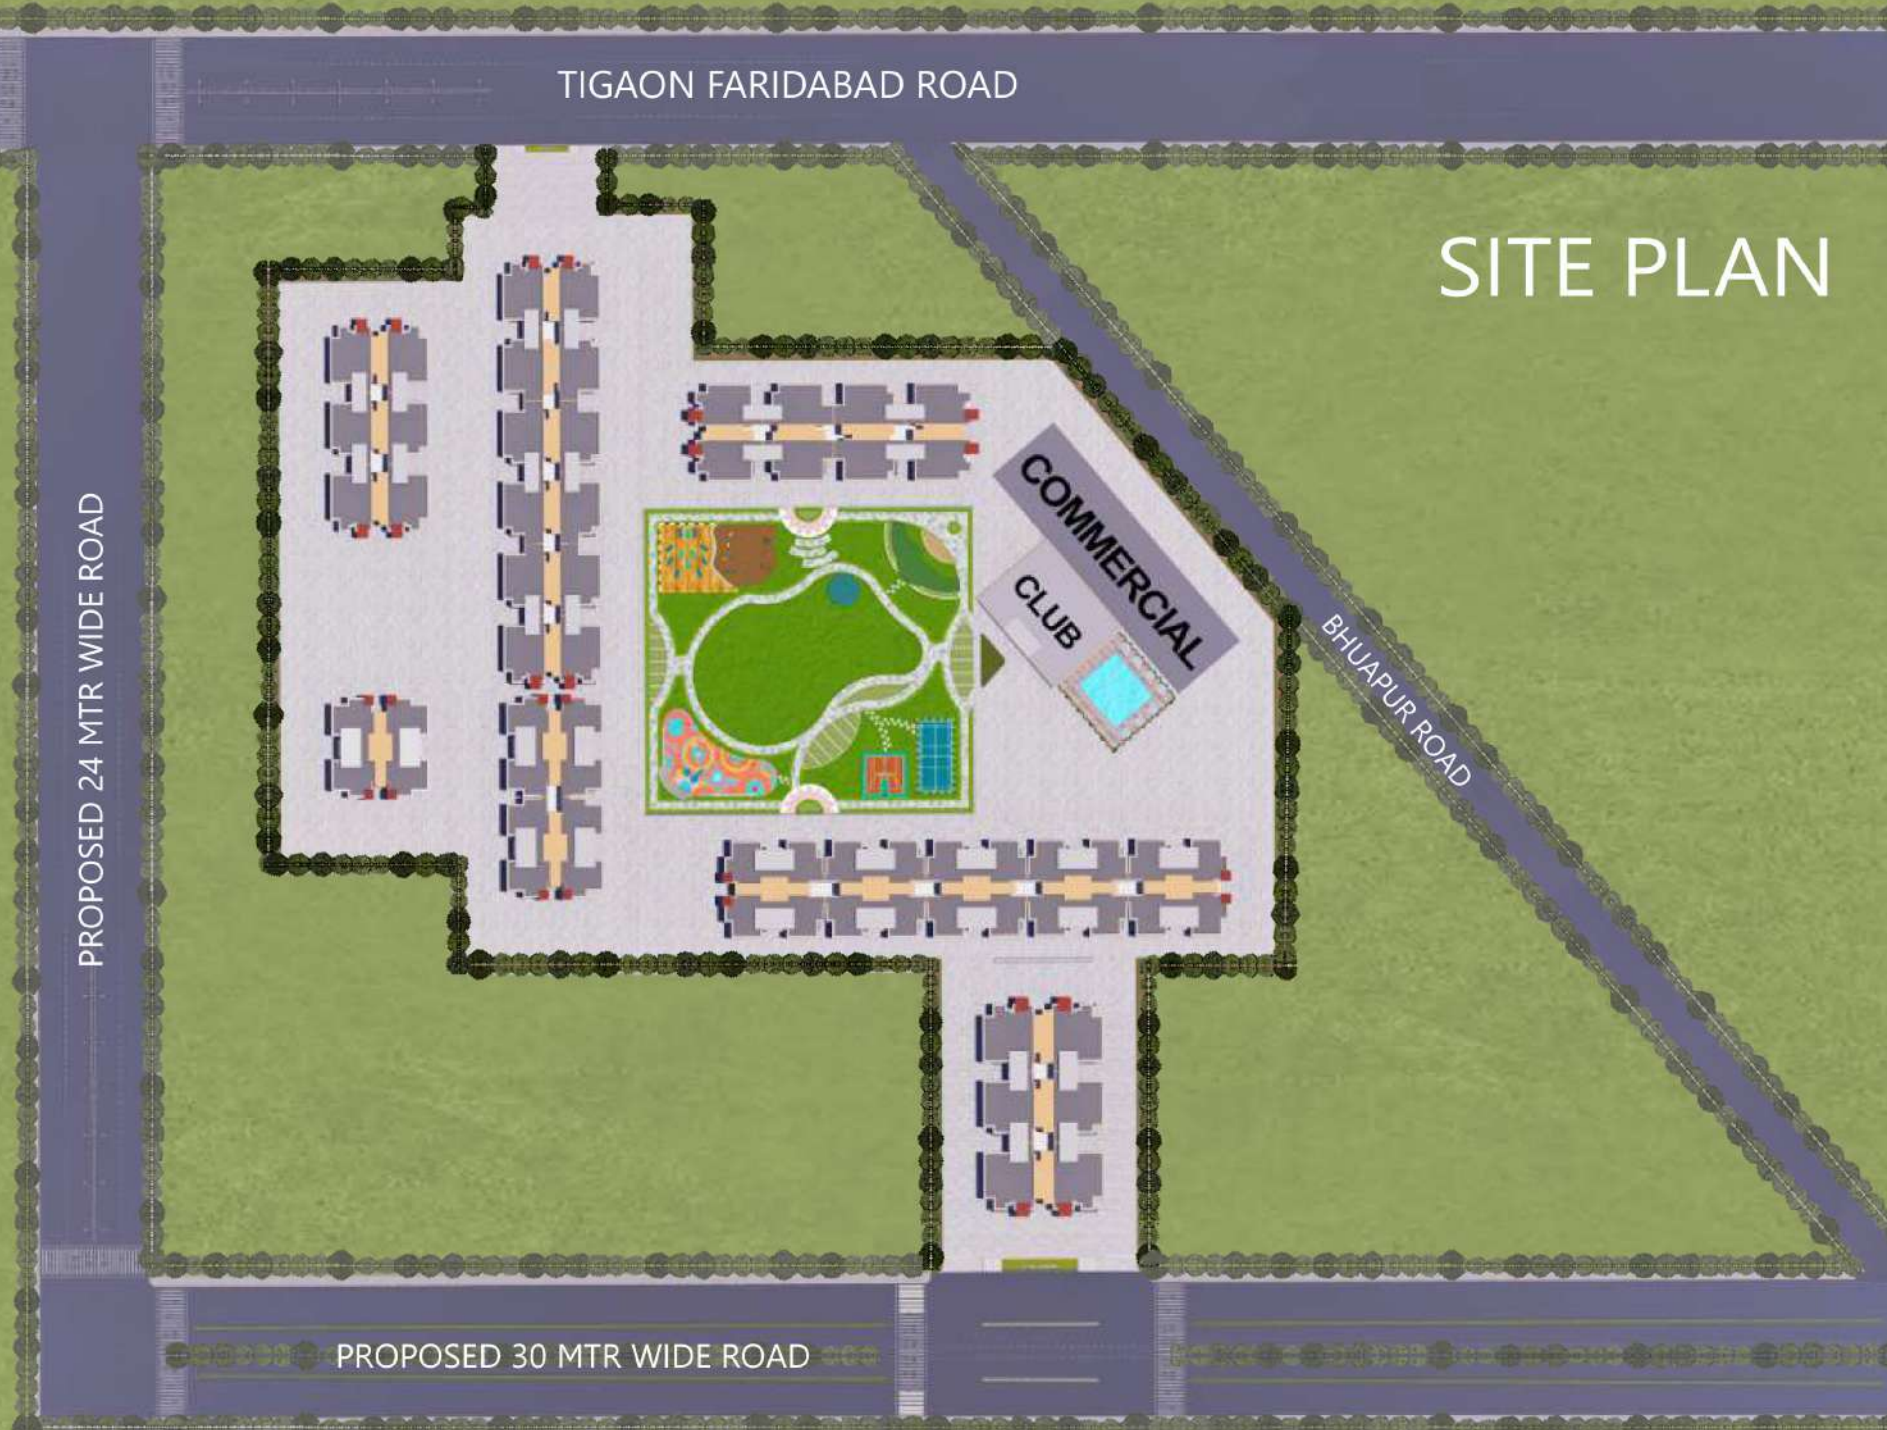 TIGAON FARIDABAD ROAD
SITE PLAN
COMMERCIAL
CLUB
PROPOSED 24 MTR WIDE ROAD
BHUAPUR ROAD
PROPOSED 30 MTR WIDE ROAD